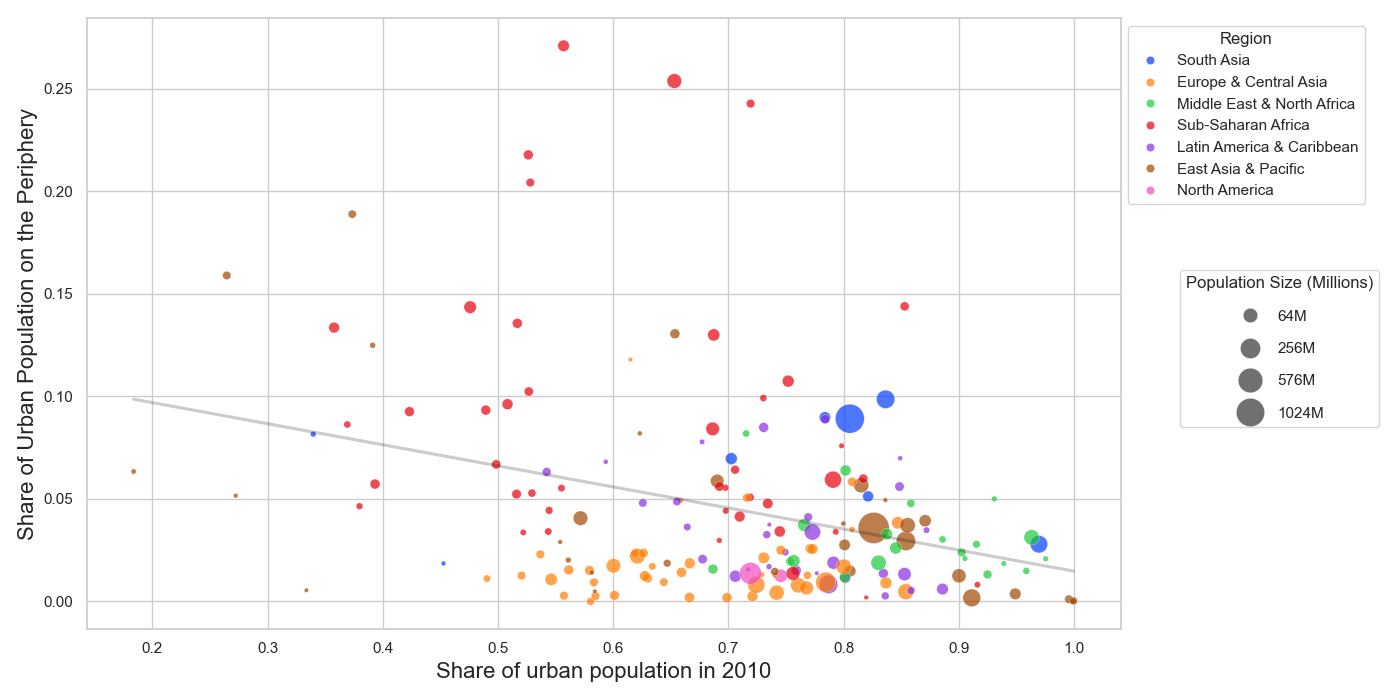 Region
South Asia
Europe & Central Asia
Middle East & North Africa
Sub-Saharan Africa
Latin America & Caribbean
East Asia & Pacific
North America
Population Size (Millions)
64M
256M
576M
1024M
Share of Urban Population on the Periphery
0.25
0.20
0.15
0.10
0.05
0.00
0.2 0.3 0.4 0.5 0.6 0.7 0.8 0.9 1.0
Share of urban population in 2010